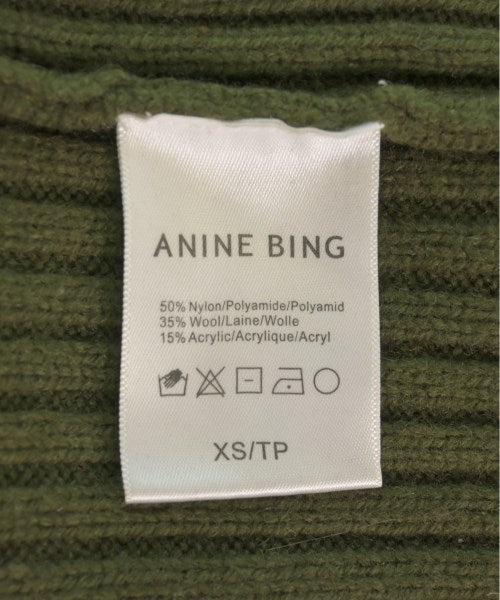 ANINE BING
50% Nylon/Polyamide/Polyamid
35% Wool/Laine/Wolle
15% Acrylic/Acrylique/Acryl
XS/TP